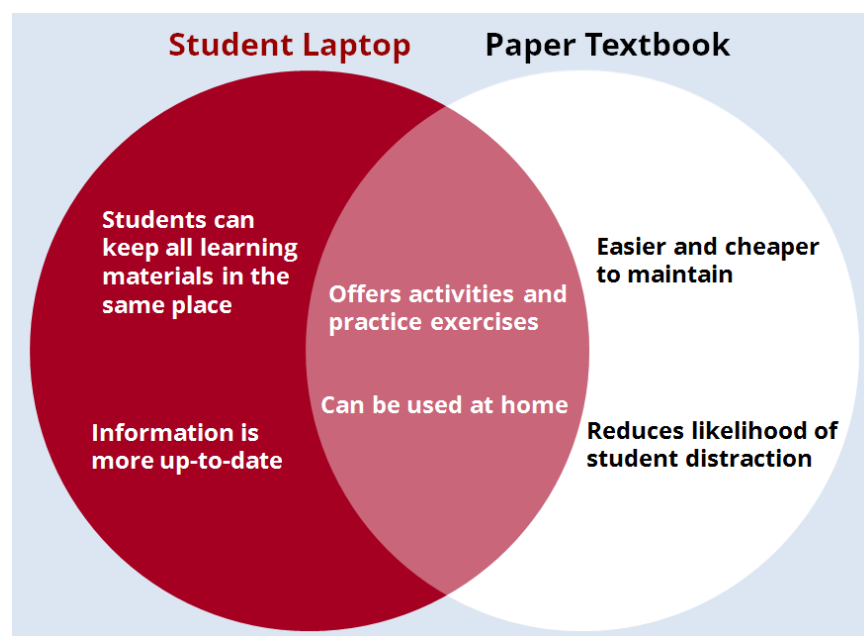 Student Laptop
Paper Textbook
Students can
keep all learning
materials in the
same place
Information is
more up-to-date
Offers activities and
practice exercises
Can be used at home
Easier and cheaper
to maintain
Reduces likelihood of
student distraction